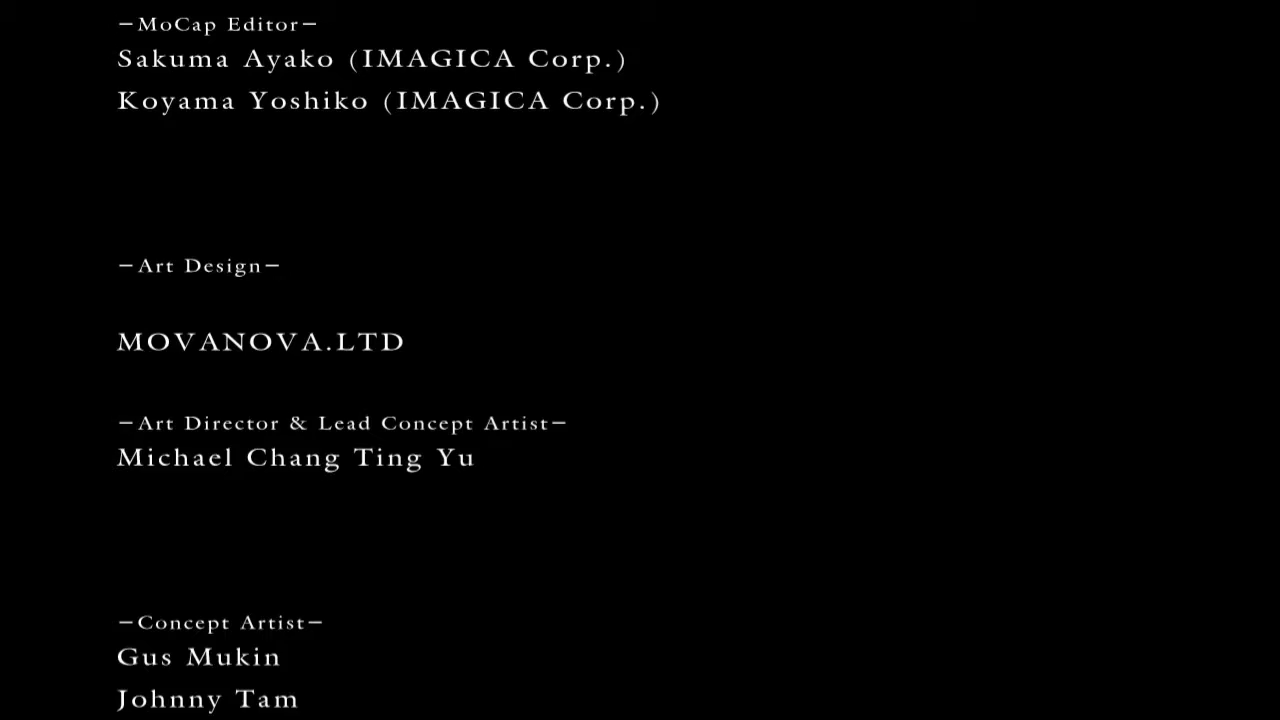 －MoCap Editor－
Sakuma Ayako (IMAGICA Corp.)
Koyama Yoshiko (IMAGICA Corp.)
－Art Design－
MOVANOVA.LTD
－Art Director & Lead Concept Artist－
Michael Chang Ting Yu
－Concept Artist－
Gus Mukin
Johnny Tam